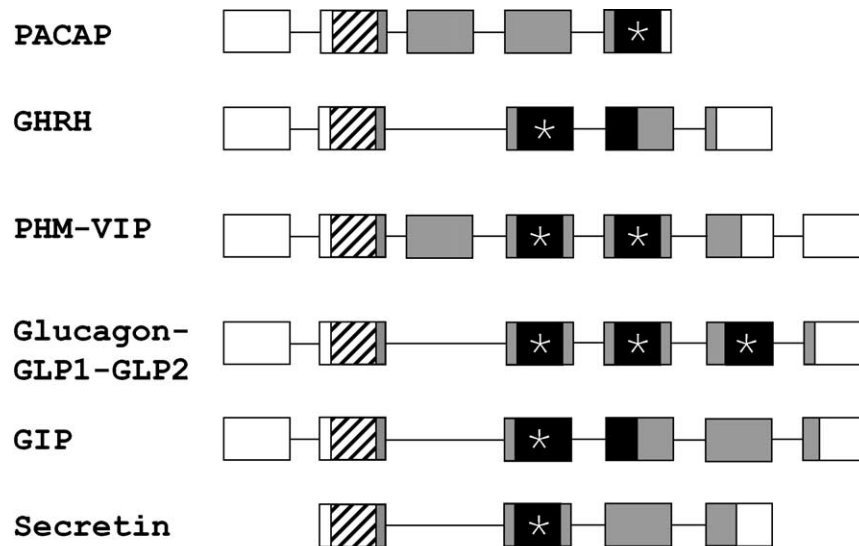 PACAP
*
GHRH
*
PHM-VIP
* *
Glucagon-
GLP1-GLP2
* * *
GIP
*
Secretin
*